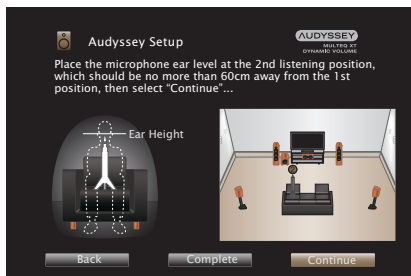 Audyssey Setup
AUDYSSEY
MULTEQ XT
DYNAMIC VOLUME
Place the microphone ear level at the 2nd listening position,
which should be no more than 60cm away from the 1st
position, then select “Continue”...
Ear Height
Back
Complete
Continue